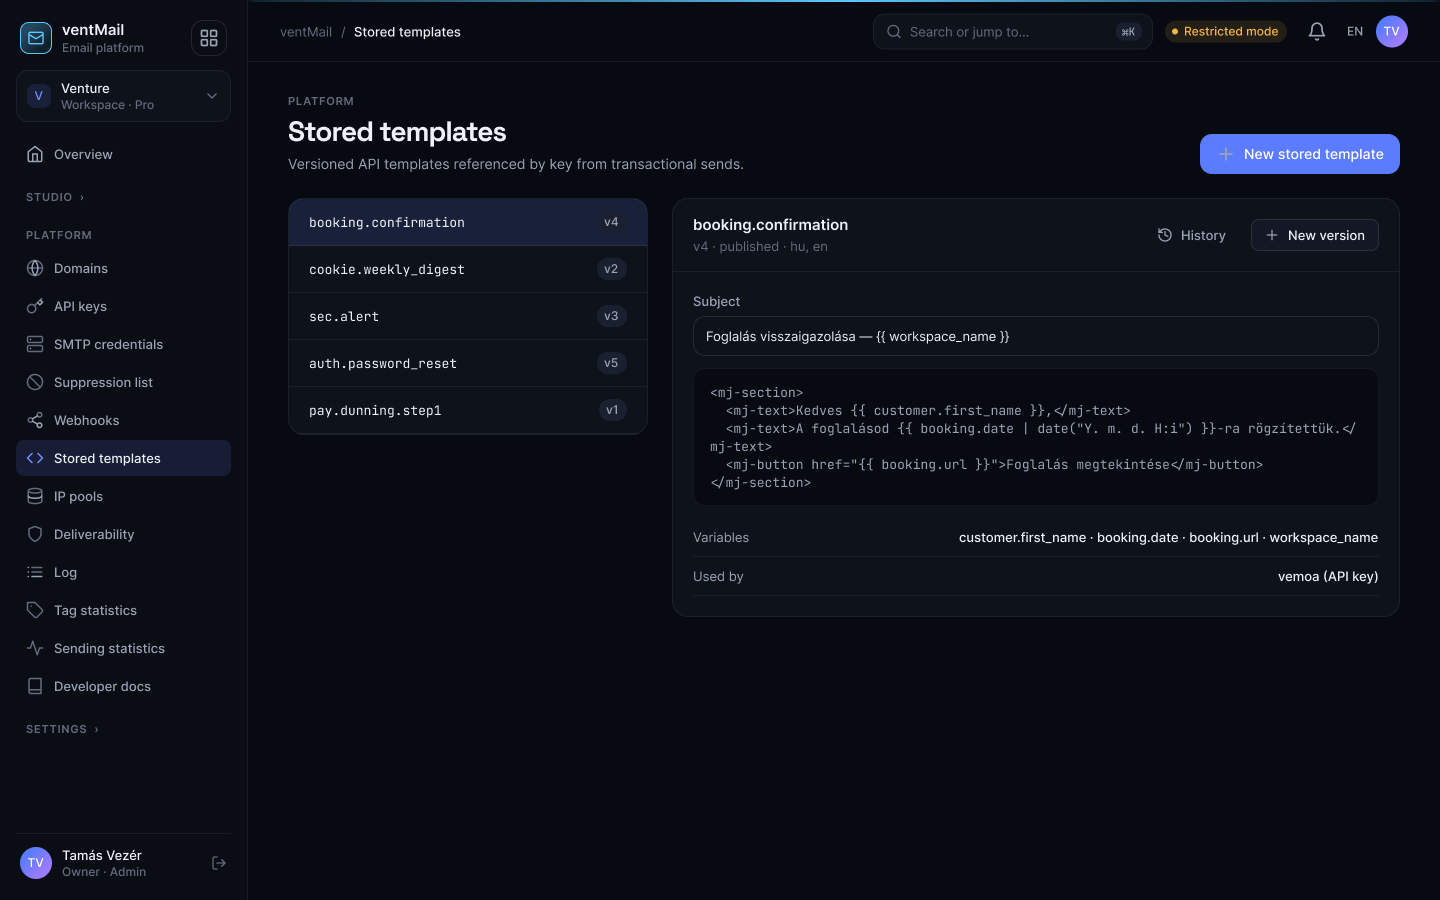 ventMail
Email platform
V
Venture
Workspace · Pro
Overview
STUDIO ›
PLATFORM
Domains
API keys
SMTP credentials
Suppression list
Webhooks
Stored templates
IP pools
Deliverability
Log
Tag statistics
Sending statistics
Developer docs
SETTINGS ›
TV
Tamás Vezér
Owner · Admin
ventMail / Stored templates
Search or jump to...
⌘K
Restricted mode
EN
TV
PLATFORM
Stored templates
Versioned API templates referenced by key from transactional sends.
New stored template
booking.confirmation v4
cookie.weekly_digest v2
sec.alert v3
auth.password_reset v5
pay.dunning.step1 v1
booking.confirmation
v4 · published · hu, en
History
New version
Subject
Foglalás visszaigazolása — {{ workspace_name }}
<mj-section>
  <mj-text>Kedves {{ customer.first_name }},</mj-text>
  <mj-text>A foglalásod {{ booking.date | date("Y. m. d. H:i") }}-ra rögzítettük.</
mj-text>
  <mj-button href="{{ booking.url }}">Foglalás megtekintése</mj-button>
</mj-section>
Variables customer.first_name · booking.date · booking.url · workspace_name
Used by vemoa (API key)